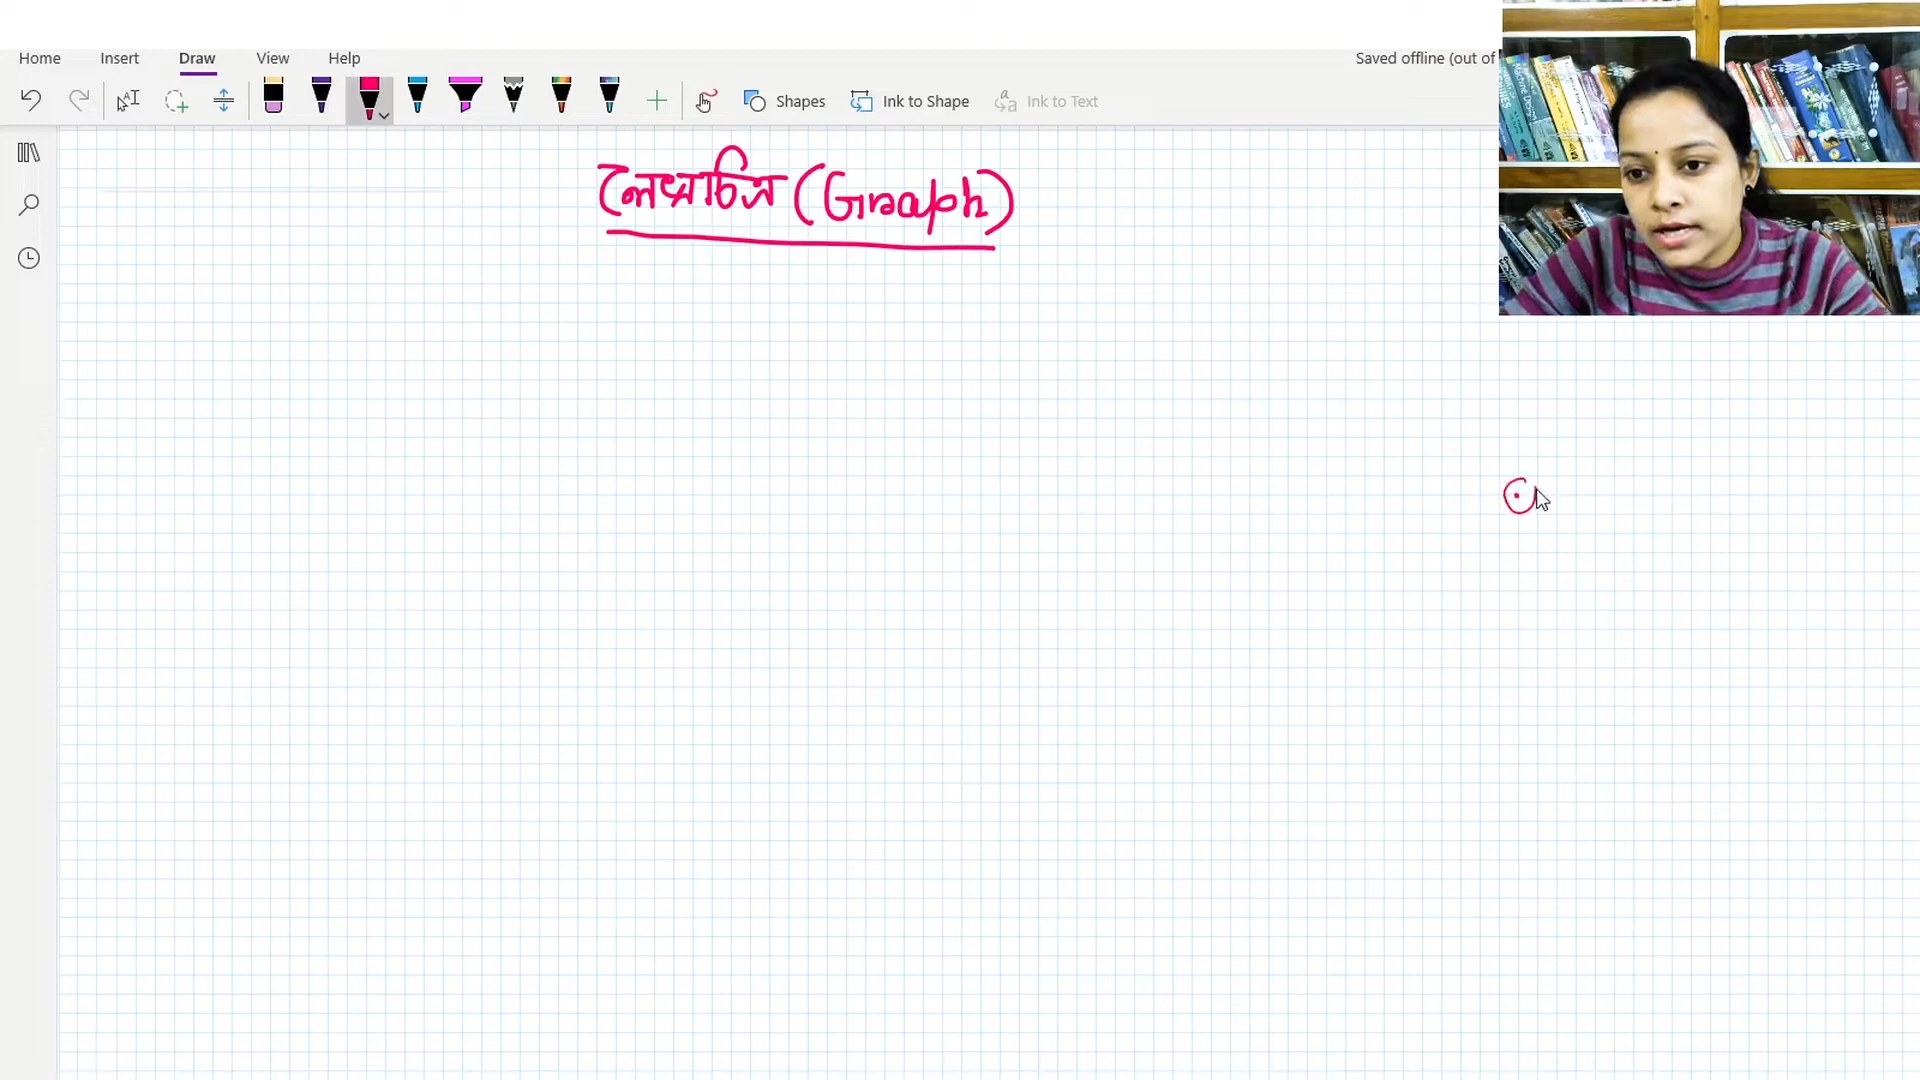 Home Insert Draw View Help Saved offline (out of
Shapes Ink to Shape Ink to Text
লেখচিত্র (Graph)